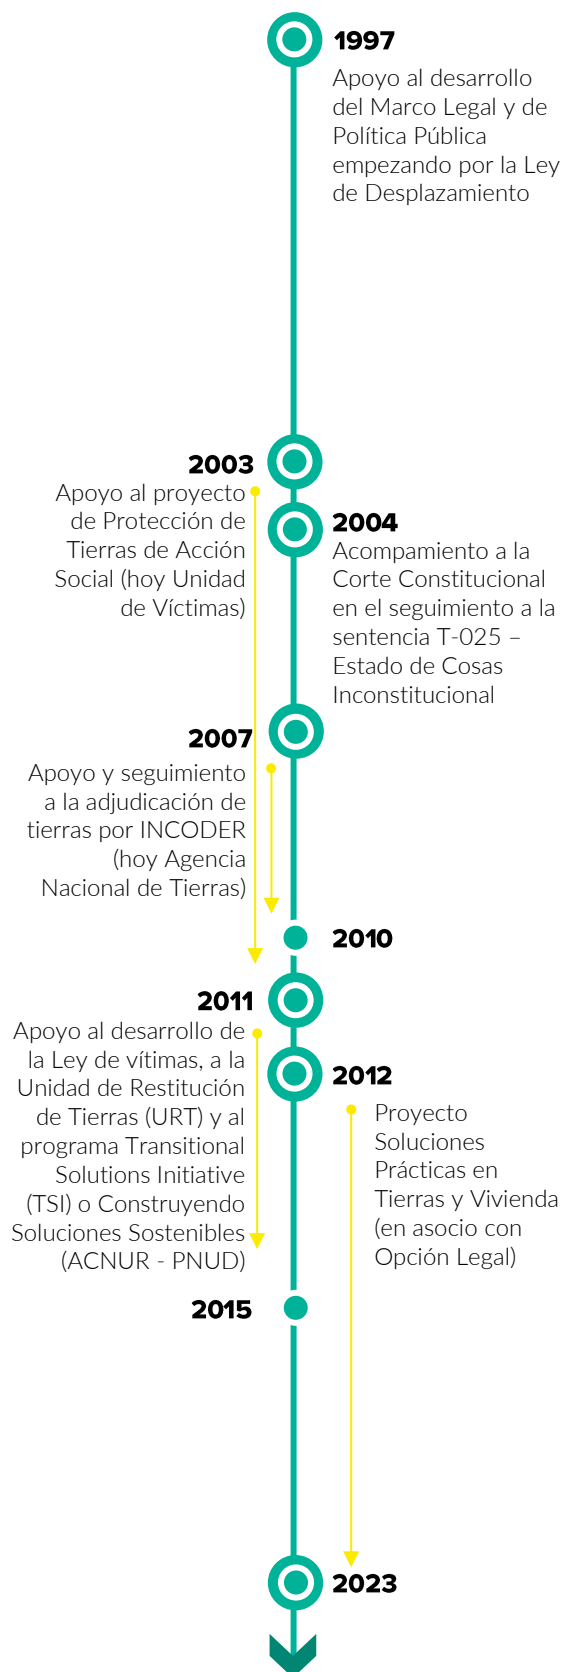 1997
Apoyo al desarrollo
del Marco Legal y de
Política Pública
empezando por la Ley
de Desplazamiento
2003
Apoyo al proyecto
de Protección de
Tierras de Acción
Social (hoy Unidad
de Víctimas)
2004
Acompamiento a la
Corte Constitucional
en el seguimiento a la
sentencia T-025 –
Estado de Cosas
Inconstitucional
2007
Apoyo y seguimiento
a la adjudicación de
tierras por INCODER
(hoy Agencia
Nacional de Tierras)
2010
2011
Apoyo al desarrollo de
la Ley de vítimas, a la
Unidad de Restitución
de Tierras (URT) y al
programa Transitional
Solutions Initiative
(TSI) o Construyendo
Soluciones Sostenibles
(ACNUR - PNUD)
2012
Proyecto
Soluciones
Prácticas en
Tierras y Vivienda
(en asocio con
Opción Legal)
2015
2023